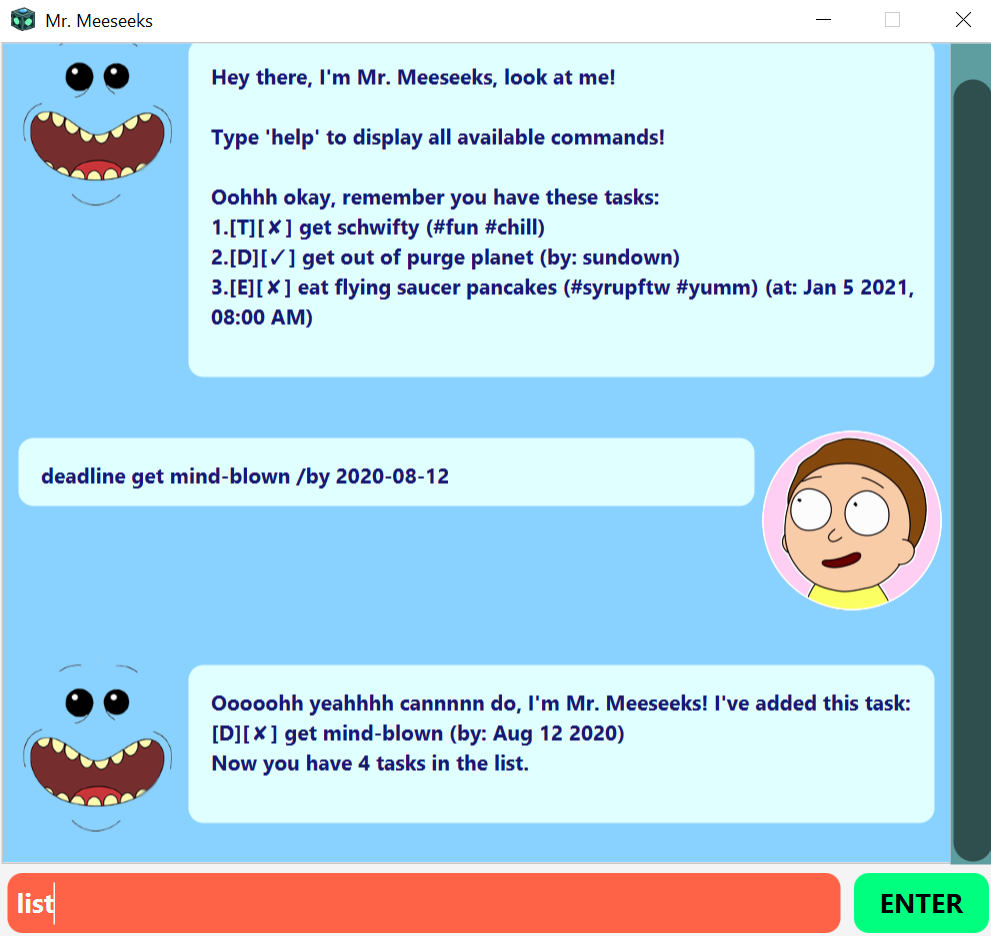 Mr. Meeseeks
Hey there, I'm Mr. Meeseeks, look at me!
Type 'help' to display all available commands!
Oohhh okay, remember you have these tasks:
1.[T][✘] get schwifty (#fun #chill)
2.[D][✓] get out of purge planet (by: sundown)
3.[E][✘] eat flying saucer pancakes (#syrupftw #yumm) (at: Jan 5 2021,
08:00 AM)
deadline get mind-blown /by 2020-08-12
Ooooohh yeahhhh cannnnn do, I'm Mr. Meeseeks! I've added this task:
[D][✘] get mind-blown (by: Aug 12 2020)
Now you have 4 tasks in the list.
list
ENTER